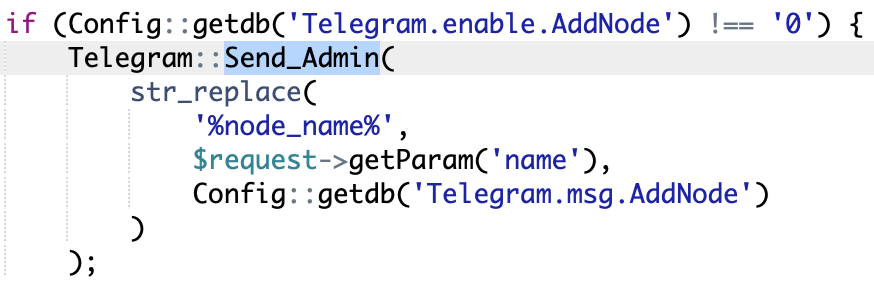 if (Config::getdb('Telegram.enable.AddNode') !== '0') {
    Telegram::Send_Admin(
        str_replace(
            '%node_name%',
            $request->getParam('name'),
            Config::getdb('Telegram.msg.AddNode')
        )
    );